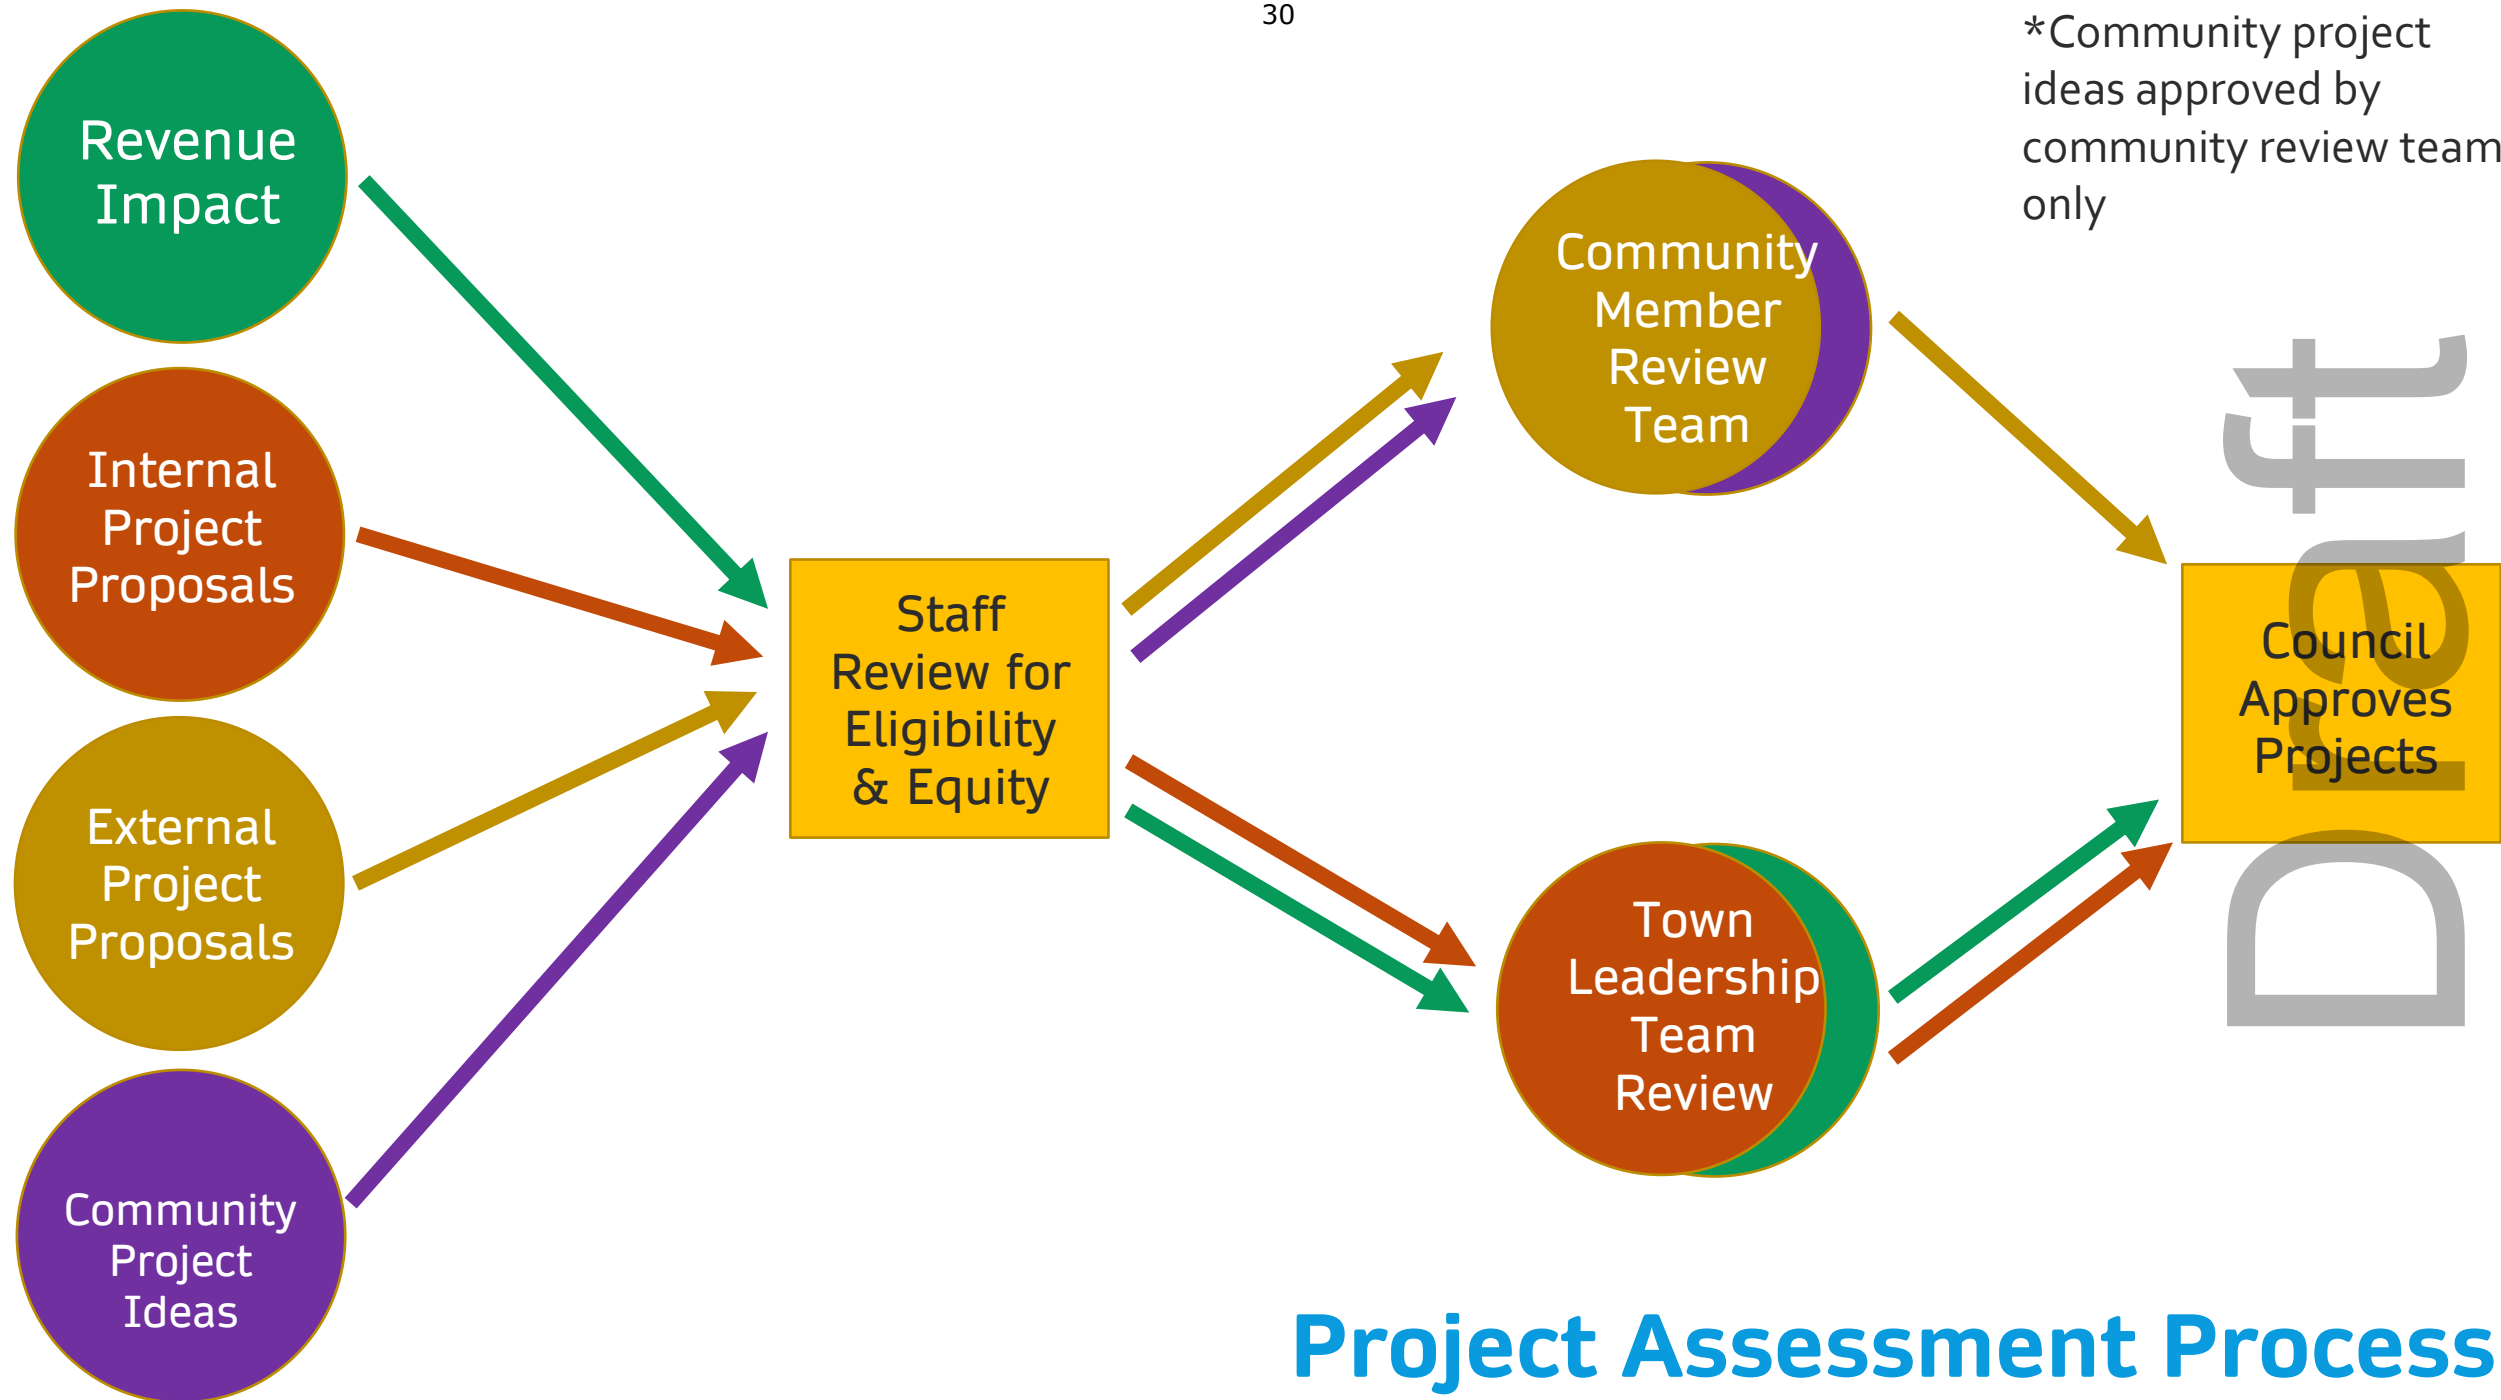 30
*Community project
ideas approved by
community review team
only
Revenue
Impact
Internal
Project
Proposals
External
Project
Proposals
Community
Project
Ideas
Staff
Review for
Eligibility
& Equity
Community
Member
Review
Team
Town
Leadership
Team
Review
Council
Approves
Projects
Draft
Project Assessment Process